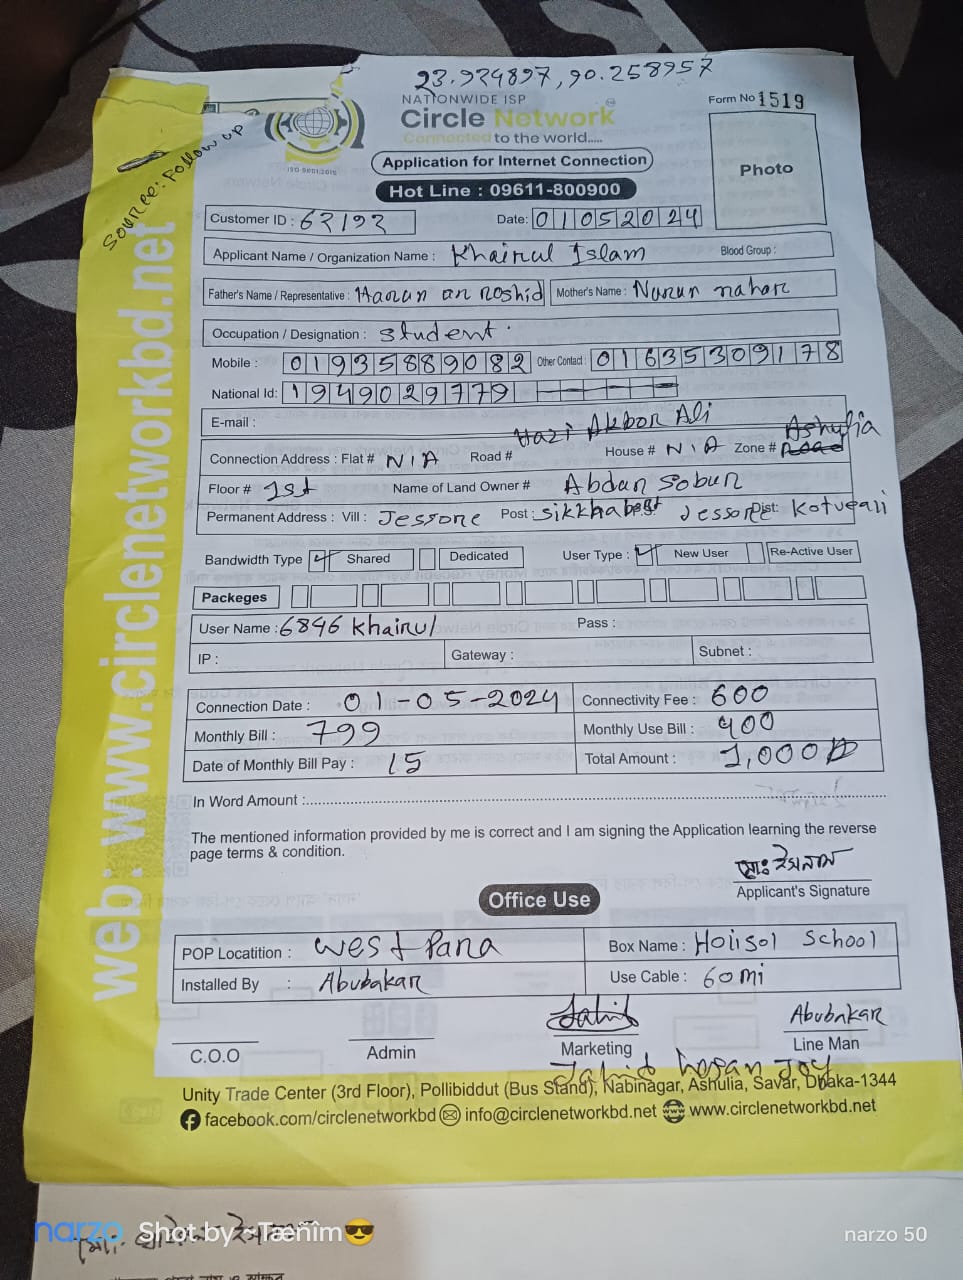 23.924897, 90.258957
NATIONWIDE ISP
Form No 1519
Circle Network
Connected to the world.....
Source: Follow up
ISO 9001:2015
Application for Internet Connection
Photo
Hot Line : 09611-800900
Customer ID : 63193
Date: 01052024
Applicant Name / Organization Name : Khairul Islam Blood Group :
Father's Name / Representative : Harun an roshid Mother's Name : Nurun nahar
Occupation / Designation : Student
Mobile : 01935889082 Other Contact : 01635309178
National Id: 1949029779
E-mail :
Connection Address : Flat # N/A Road # Hazi Akbor Ali House # N/A Zone # Ashulia
Floor # 1st Name of Land Owner # Abdur Sobur
Permanent Address : Vill : Jessore Post : Sikkhabost P.S: Jessore Dist: Kotueali
Bandwidth Type Shared Dedicated User Type : New User Re-Active User
Packeges
User Name : 6846 Khairul Pass :
IP : Gateway : Subnet :
Connection Date : 01-05-2024 Connectivity Fee : 600
Monthly Bill : 799 Monthly Use Bill : 400
Date of Monthly Bill Pay : 15 Total Amount : 1,000
In Word Amount :
The mentioned information provided by me is correct and I am signing the Application learning the reverse
page terms & condition.
মোঃ ইসলাম
Applicant's Signature
Office Use
POP Locatition : West Para Box Name : Holisol School
Installed By : Abubakar Use Cable : 60 mi
Jahid Abubakar
C.O.O Admin Marketing Line Man
Jahid hosan Joy
Unity Trade Center (3rd Floor), Pollibiddut (Bus Stand), Nabinagar, Ashulia, Savar, Dhaka-1344
facebook.com/circlenetworkbd info@circlenetworkbd.net www.circlenetworkbd.net
web: www.circlenetworkbd.net
narzo Shot by :- Tænîm😎 narzo 50